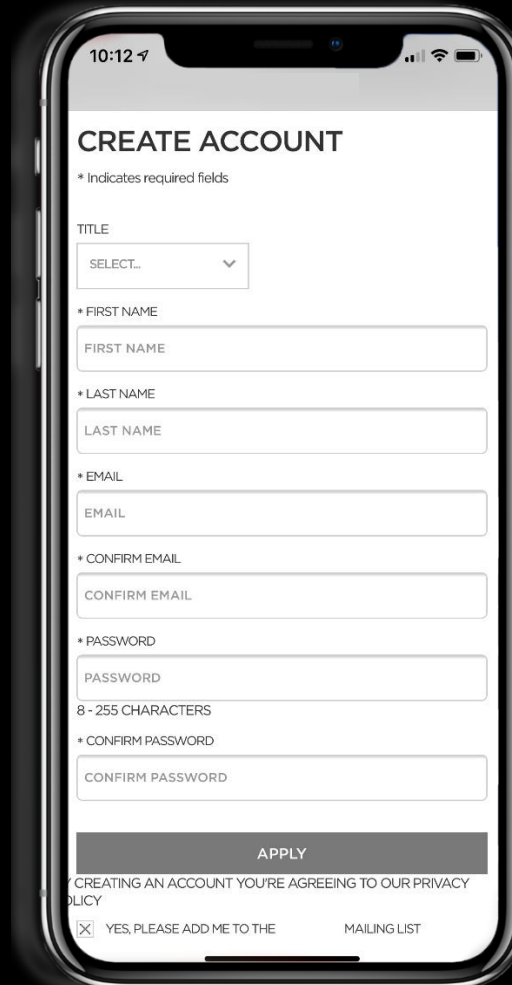 10:12
CREATE ACCOUNT
* Indicates required fields
TITLE
SELECT...
* FIRST NAME
FIRST NAME
* LAST NAME
LAST NAME
* EMAIL
EMAIL
* CONFIRM EMAIL
CONFIRM EMAIL
* PASSWORD
PASSWORD
8 - 255 CHARACTERS
* CONFIRM PASSWORD
CONFIRM PASSWORD
APPLY
Y CREATING AN ACCOUNT YOU'RE AGREEING TO OUR PRIVACY
OLICY
YES, PLEASE ADD ME TO THE MAILING LIST